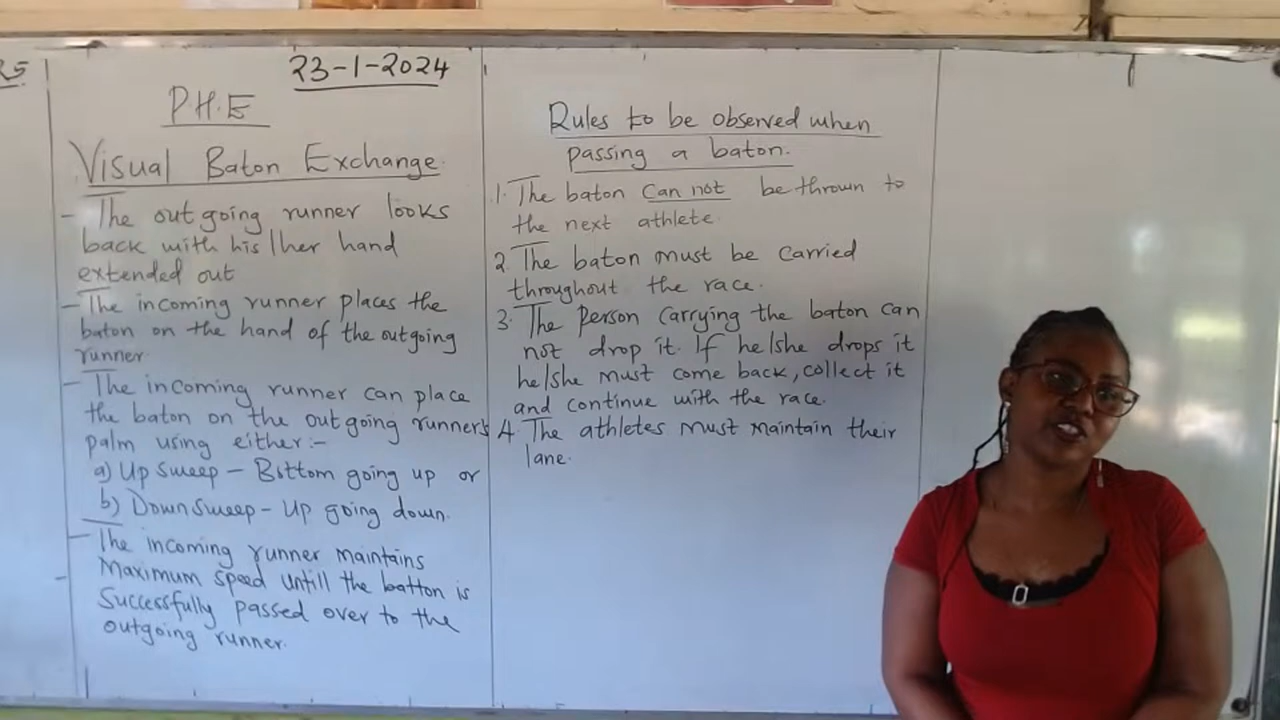 25
23-1-2024
P.H.E
Visual Baton Exchange.
- The out going runner looks
back with his/her hand
extended out
- The incoming runner places the
baton on the hand of the outgoing
runner.
- The incoming runner can place
the baton on the out going runners
palm using either:-
a) Up sweep - Bottom going up or
b) Down sweep - Up going down.
- The incoming runner maintains
Maximum speed untill the batton is
Successfully passed over to the
outgoing runner.
Rules to be observed when
passing a baton.
1. The baton can not be thrown to
the next athlete.
2. The baton must be carried
throughout the race.
3. The person carrying the baton can
not drop it. If he/she drops it
he/she must come back, collect it
and continue with the race.
4. The athletes must maintain their
lane.